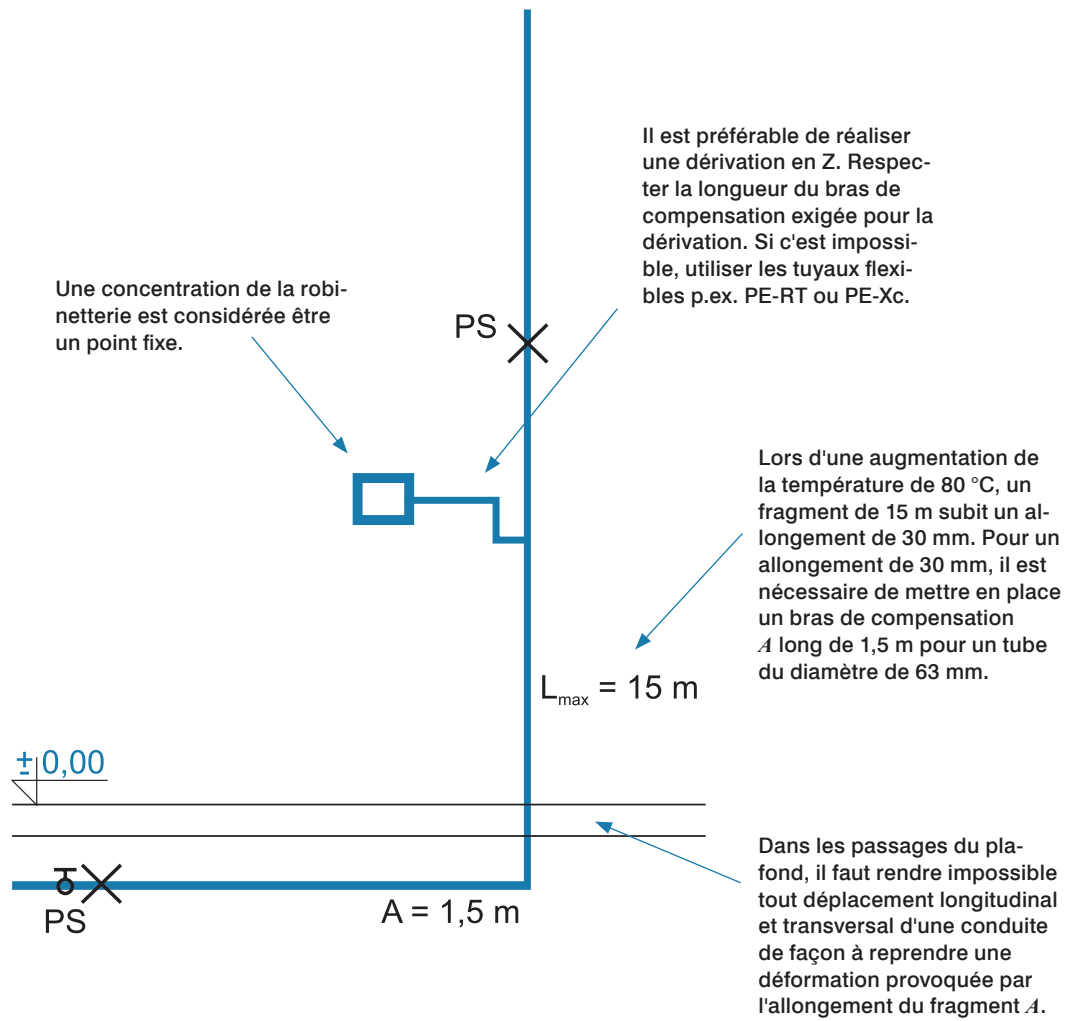 Il est préférable de réaliser
une dérivation en Z. Respec-
ter la longueur du bras de
compensation exigée pour la
dérivation. Si c'est impossi-
ble, utiliser les tuyaux flexi-
bles p.ex. PE-RT ou PE-Xc.
Une concentration de la robi-
netterie est considérée être
un point fixe.
PS
Lors d'une augmentation de
la température de 80 °C, un
fragment de 15 m subit un al-
longement de 30 mm. Pour un
allongement de 30 mm, il est
nécessaire de mettre en place
un bras de compensation
A long de 1,5 m pour un tube
du diamètre de 63 mm.
Lmax = 15 m
±0,00
Dans les passages du pla-
fond, il faut rendre impossible
tout déplacement longitudinal
et transversal d'une conduite
de façon à reprendre une
déformation provoquée par
l'allongement du fragment A.
PS
A = 1,5 m